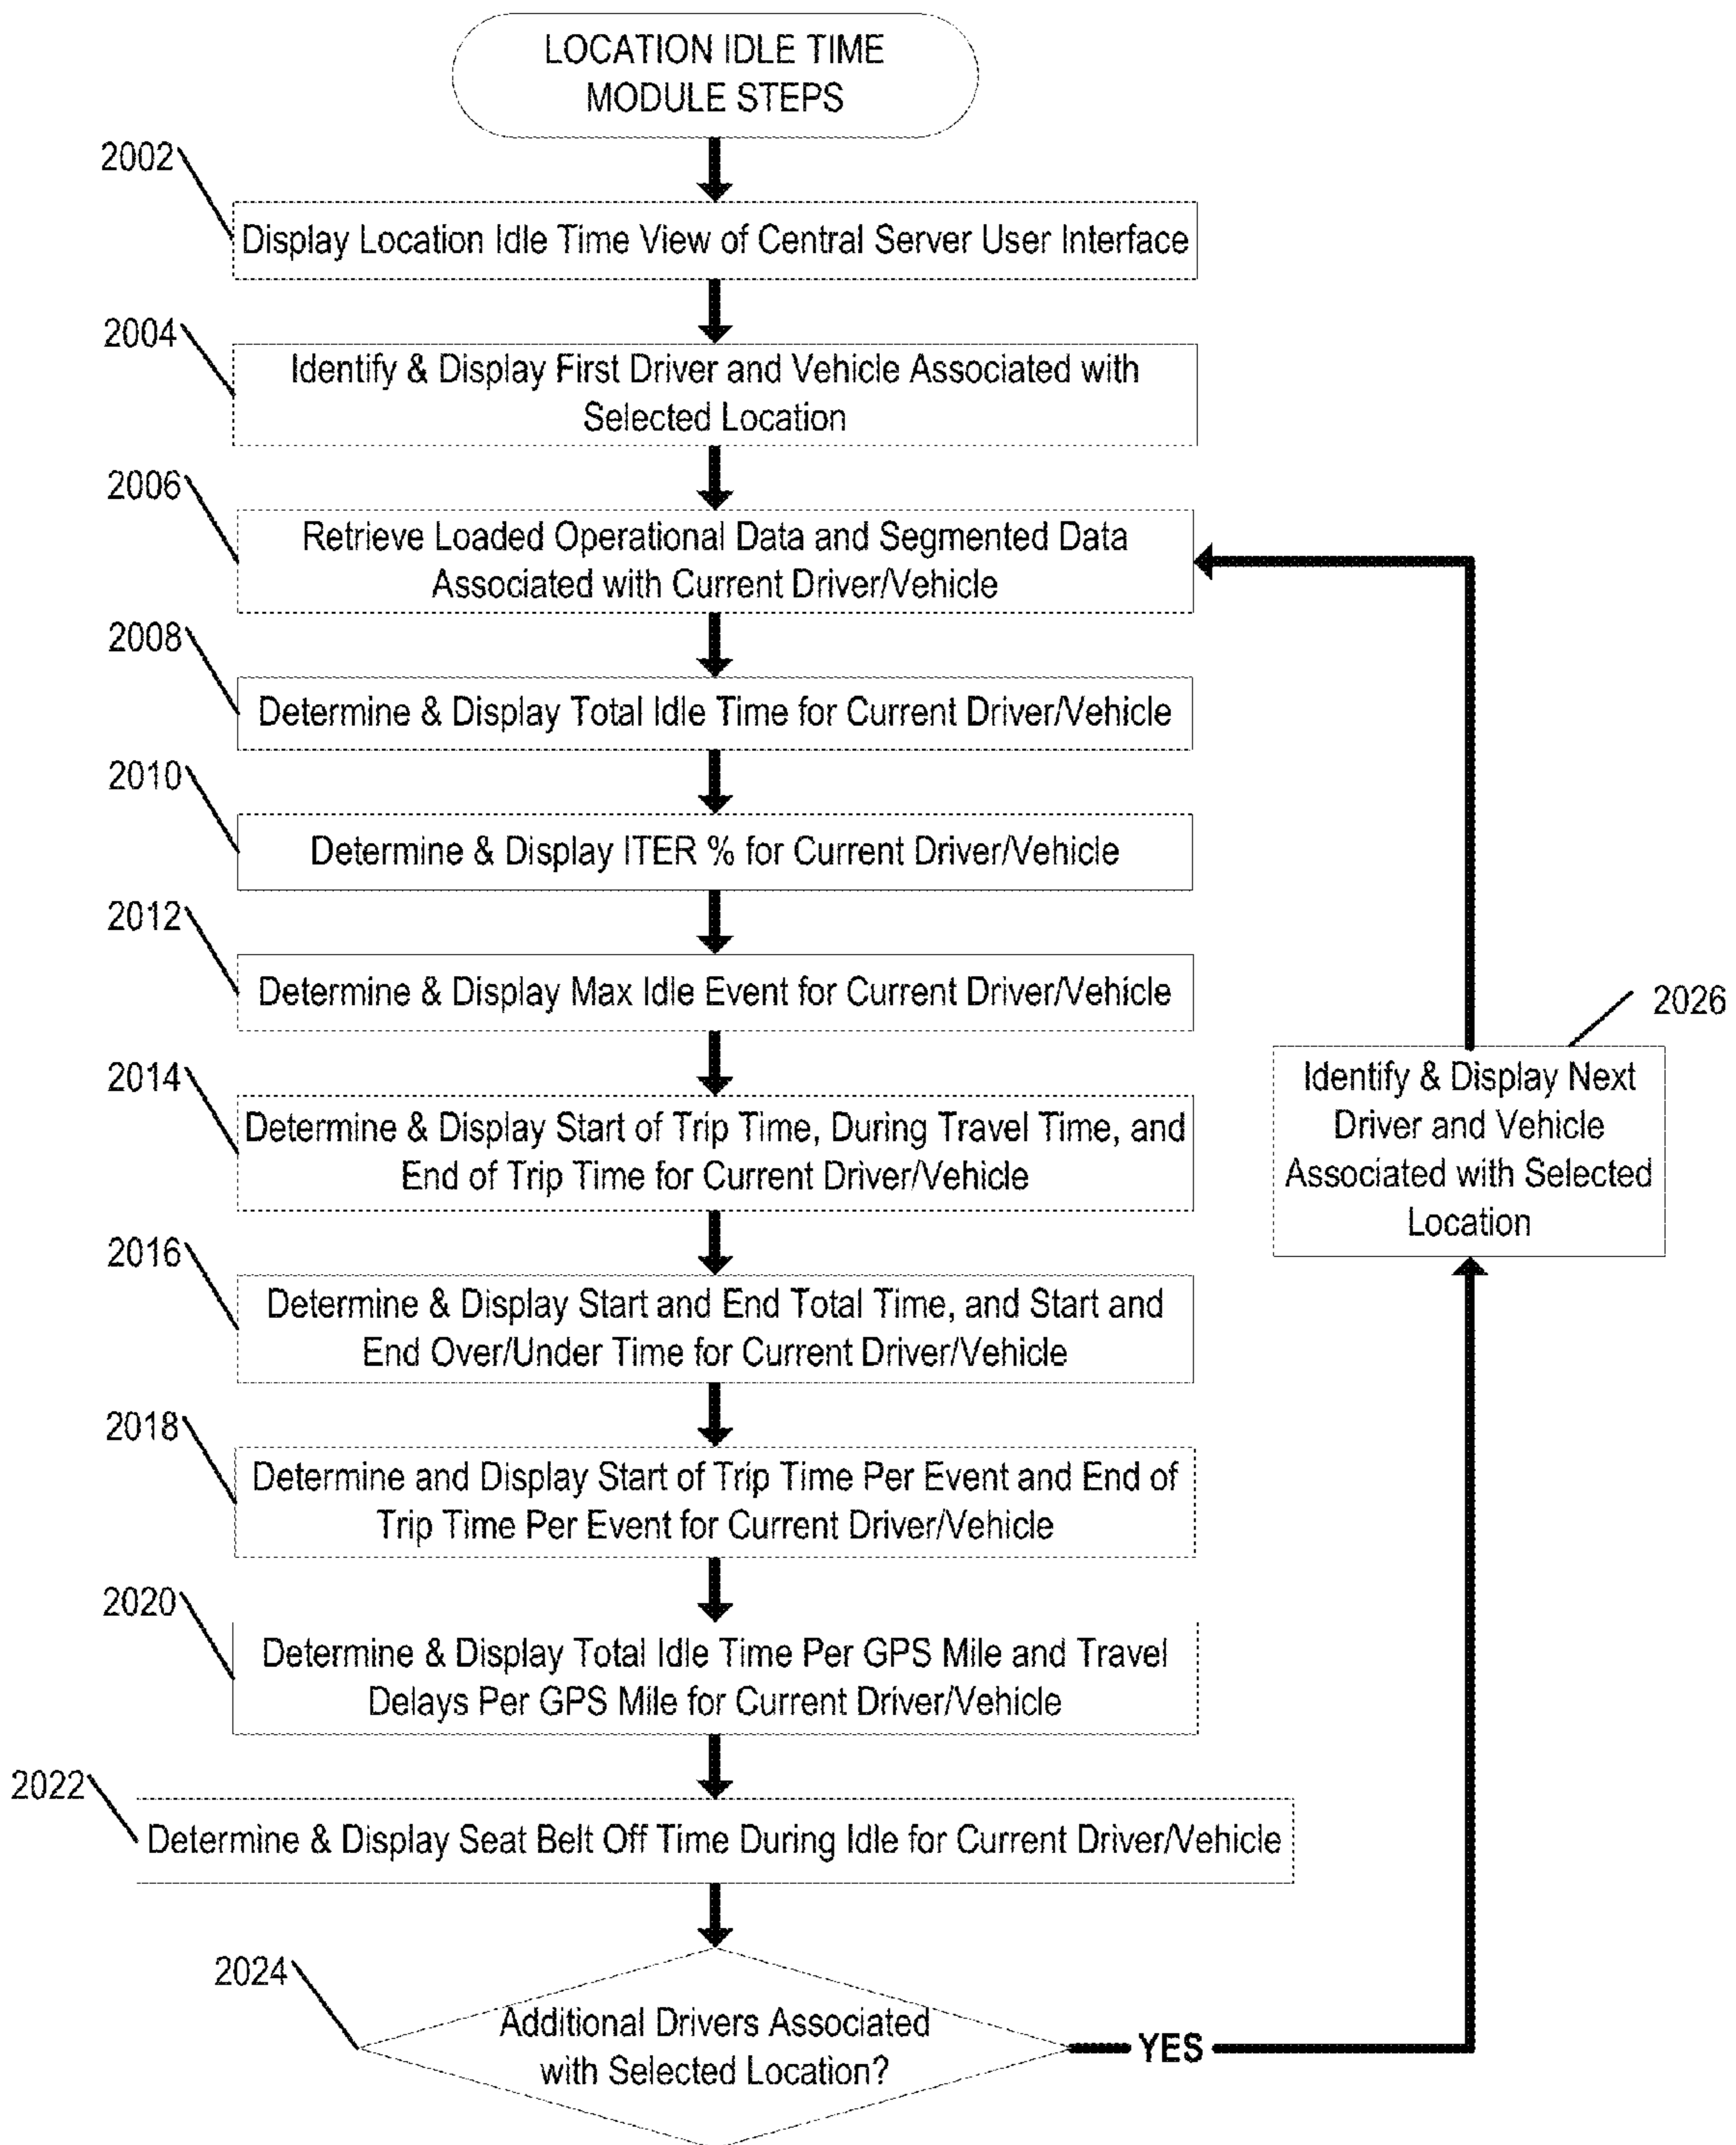 LOCATION IDLE TIME
MODULE STEPS
2002
Display Location Idle Time View of Central Server User Interface
2004
Identify & Display First Driver and Vehicle Associated with
Selected Location
2006
Retrieve Loaded Operational Data and Segmented Data
Associated with Current Driver/Vehicle
2008
Determine & Display Total Idle Time for Current Driver/Vehicle
2010
Determine & Display ITER % for Current Driver/Vehicle
2012
Determine & Display Max Idle Event for Current Driver/Vehicle
2014
Determine & Display Start of Trip Time, During Travel Time, and
End of Trip Time for Current Driver/Vehicle
2016
Determine & Display Start and End Total Time, and Start and
End Over/Under Time for Current Driver/Vehicle
2018
Determine and Display Start of Trip Time Per Event and End of
Trip Time Per Event for Current Driver/Vehicle
2020
Determine & Display Total Idle Time Per GPS Mile and Travel
Delays Per GPS Mile for Current Driver/Vehicle
2022
Determine & Display Seat Belt Off Time During Idle for Current Driver/Vehicle
2024
Additional Drivers Associated
with Selected Location?
YES
2026
Identify & Display Next
Driver and Vehicle
Associated with Selected
Location